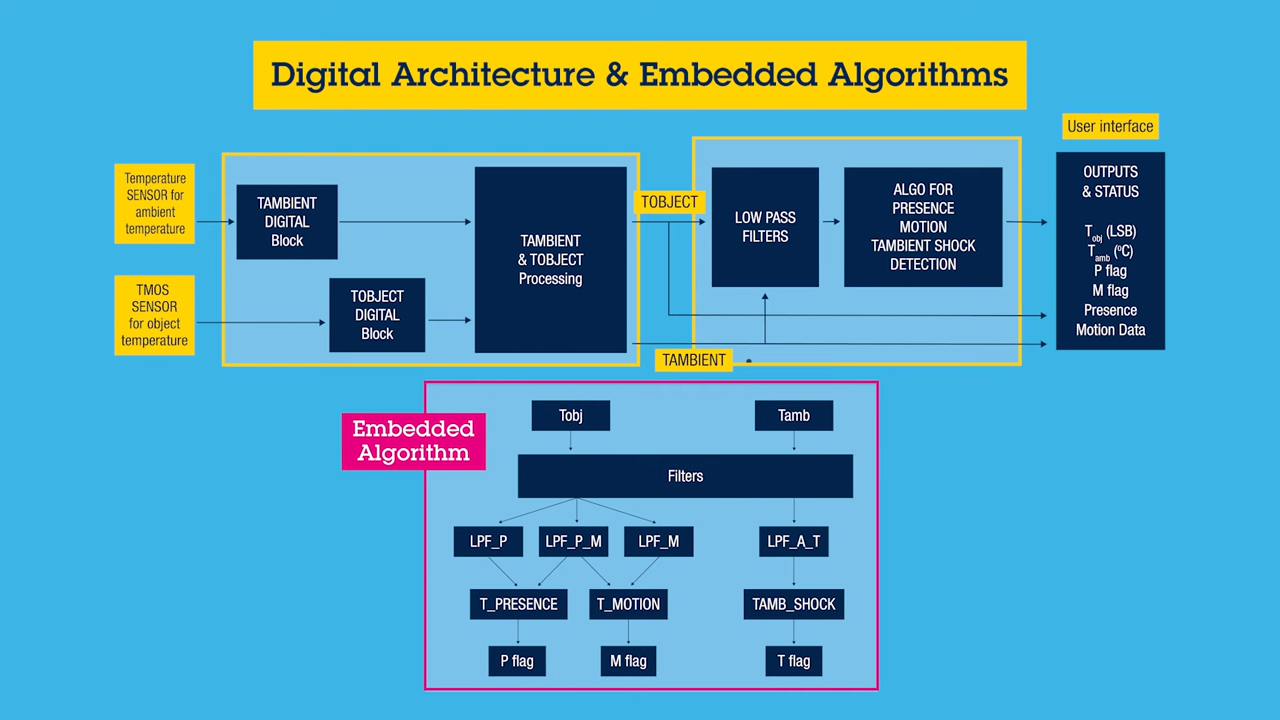 Digital Architecture & Embedded Algorithms
User interface
Temperature
SENSOR for
ambient
temperature
TMOS
SENSOR
for object
temperature
TAMBIENT
DIGITAL
Block
TOBJECT
DIGITAL
Block
TAMBIENT
& TOBJECT
Processing
TOBJECT
TAMBIENT
LOW PASS
FILTERS
ALGO FOR
PRESENCE
MOTION
TAMBIENT SHOCK
DETECTION
OUTPUTS
& STATUS
Tobj (LSB)
Tamb (ºC)
P flag
M flag
Presence
Motion Data
Embedded
Algorithm
Tobj
Tamb
Filters
LPF_P
LPF_P_M
LPF_M
LPF_A_T
T_PRESENCE
T_MOTION
TAMB_SHOCK
P flag
M flag
T flag